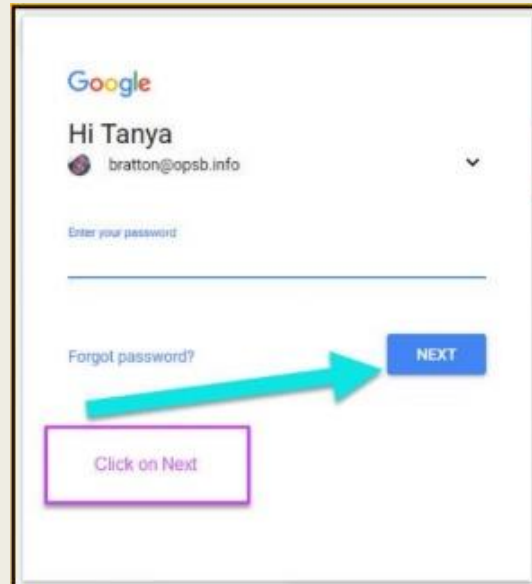 Google
Hi Tanya
bratton@opsb.info
Enter your password
Forgot password?
NEXT
Click on Next